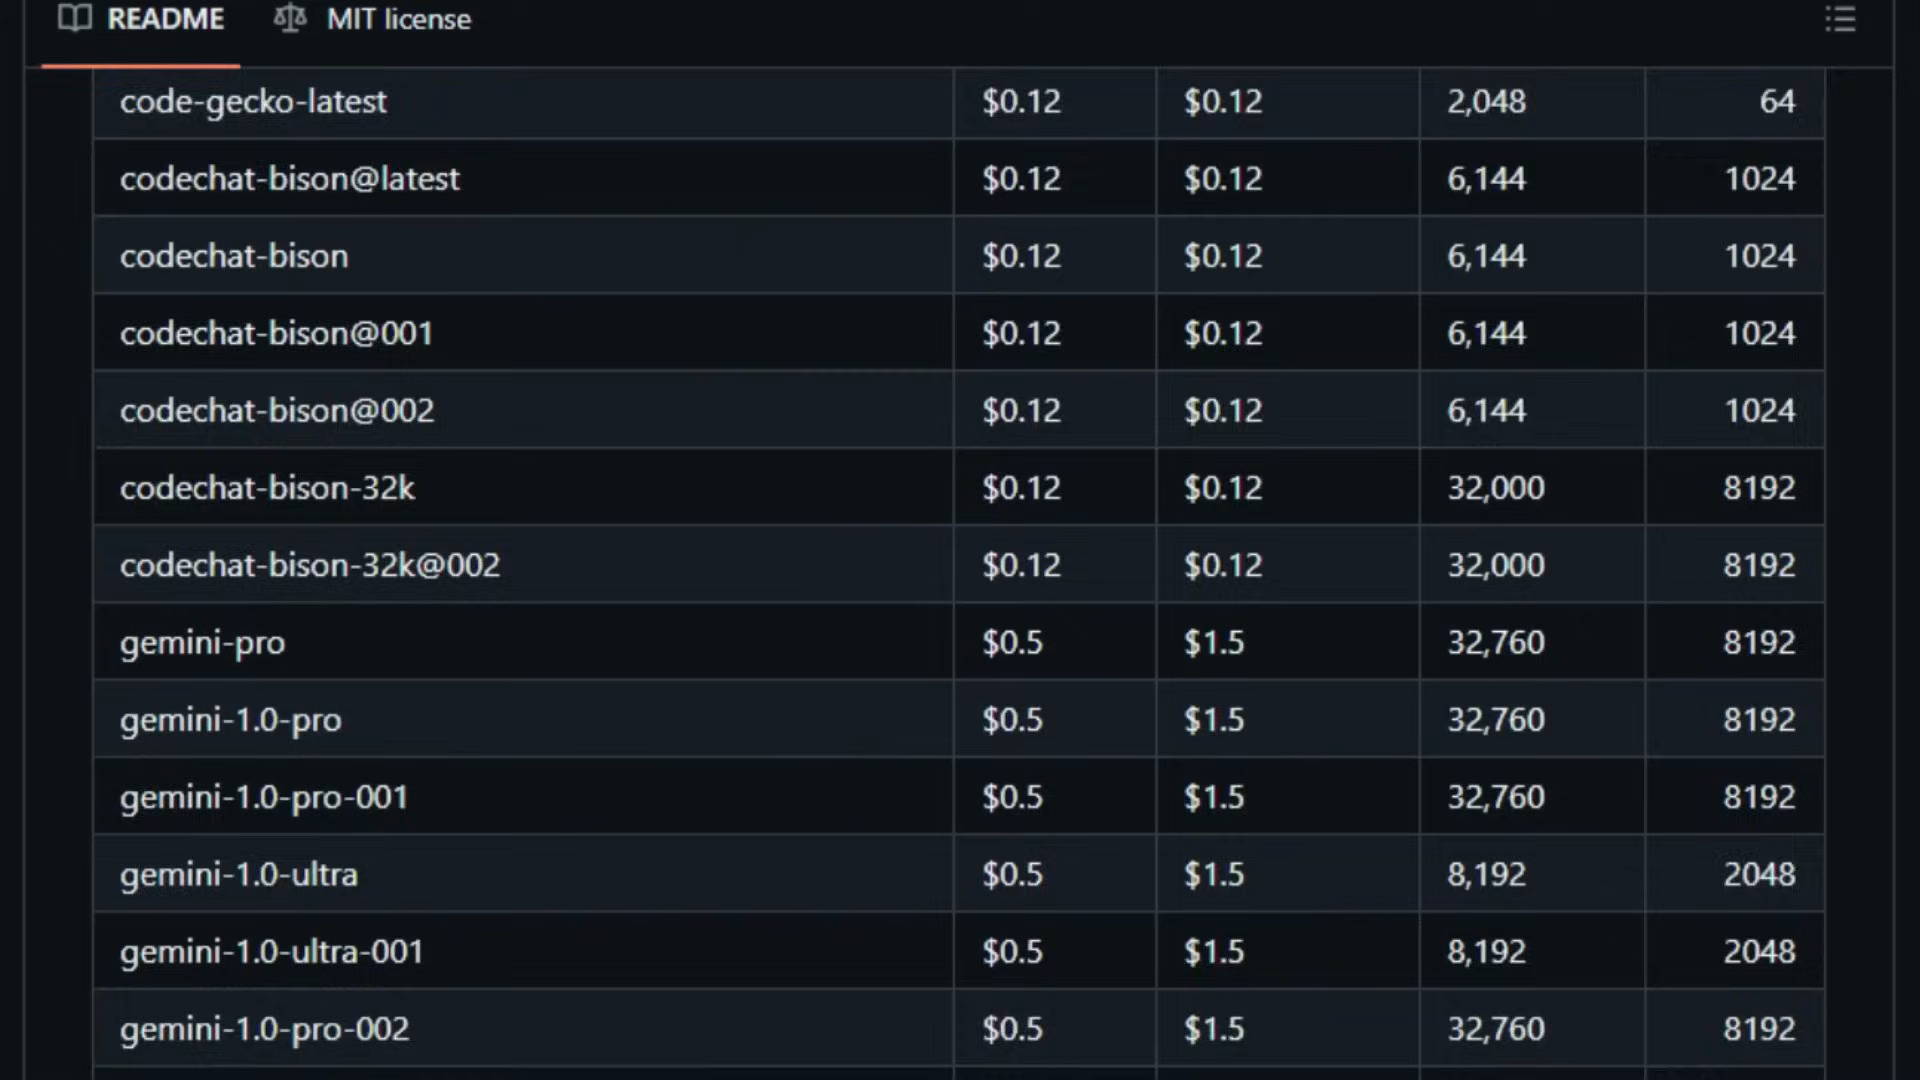 README MIT license
code-gecko-latest $0.12 $0.12 2,048 64
codechat-bison@latest $0.12 $0.12 6,144 1024
codechat-bison $0.12 $0.12 6,144 1024
codechat-bison@001 $0.12 $0.12 6,144 1024
codechat-bison@002 $0.12 $0.12 6,144 1024
codechat-bison-32k $0.12 $0.12 32,000 8192
codechat-bison-32k@002 $0.12 $0.12 32,000 8192
gemini-pro $0.5 $1.5 32,760 8192
gemini-1.0-pro $0.5 $1.5 32,760 8192
gemini-1.0-pro-001 $0.5 $1.5 32,760 8192
gemini-1.0-ultra $0.5 $1.5 8,192 2048
gemini-1.0-ultra-001 $0.5 $1.5 8,192 2048
gemini-1.0-pro-002 $0.5 $1.5 32,760 8192